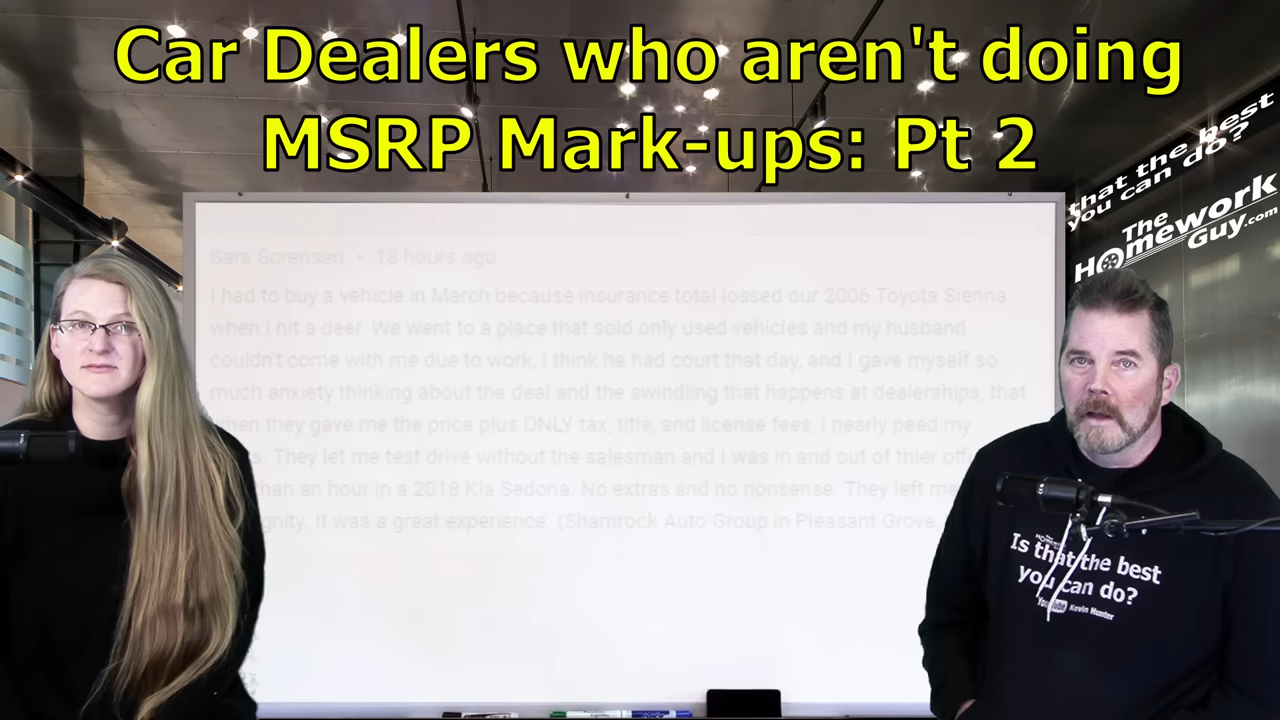 Car Dealers who aren't doing
MSRP Mark-ups: Pt 2
that the best
you can do?
The
Homework
Guy.com
Sara Sorensen • 18 hours ago
I had to buy a vehicle in March because insurance total lossed our 2006 Toyota Sienna
when I hit a deer. We went to a place that sold only used vehicles and my husband
couldn't come with me due to work, I think he had court that day, and I gave myself so
much anxiety thinking about the deal and the swindling that happens at dealerships, that
when they gave me the price plus ONLY tax, title, and license fees, I nearly peed my
They let me test drive without the salesman and I was in and out of thier
than an hour in a 2018 Kia Sedona. No extras and no nonsense. They left me
it was a great experience. (Shamrock Auto Group in Pleasant Grove,
Is that the best
you can do?
YouTube Kevin Hunter